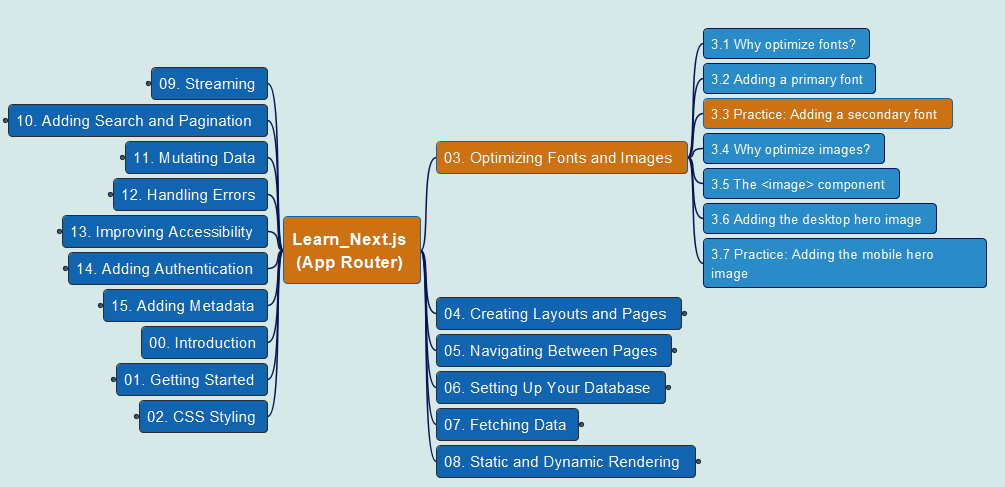 Learn_Next.js
(App Router)
03. Optimizing Fonts and Images
3.1 Why optimize fonts?
3.2 Adding a primary font
3.3 Practice: Adding a secondary font
3.4 Why optimize images?
3.5 The <image> component
3.6 Adding the desktop hero image
3.7 Practice: Adding the mobile hero
image
04. Creating Layouts and Pages
05. Navigating Between Pages
06. Setting Up Your Database
07. Fetching Data
08. Static and Dynamic Rendering
09. Streaming
10. Adding Search and Pagination
11. Mutating Data
12. Handling Errors
13. Improving Accessibility
14. Adding Authentication
15. Adding Metadata
00. Introduction
01. Getting Started
02. CSS Styling